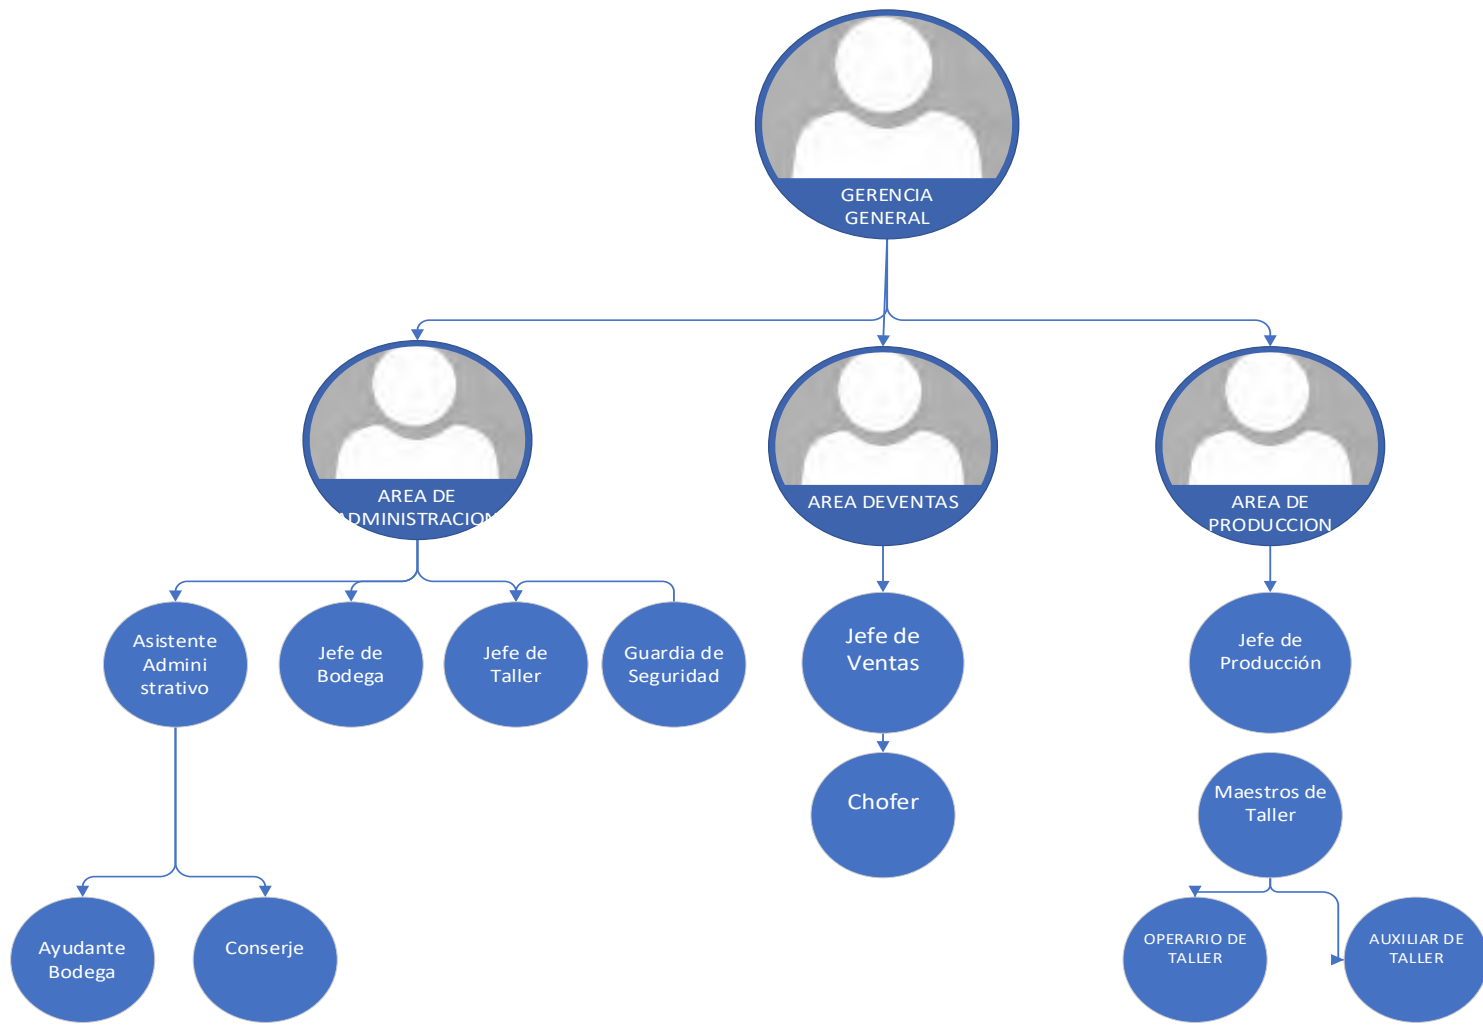 GERENCIA
GENERAL
AREA DE
ADMINISTRACION
AREA DEVENTAS
AREA DE
PRODUCCION
Asistente
Admini
strativo
Jefe de
Bodega
Jefe de
Taller
Guardia de
Seguridad
Jefe de
Ventas
Jefe de
Producción
Chofer
Maestros de
Taller
Ayudante
Bodega
Conserje
OPERARIO DE
TALLER
AUXILIAR DE
TALLER